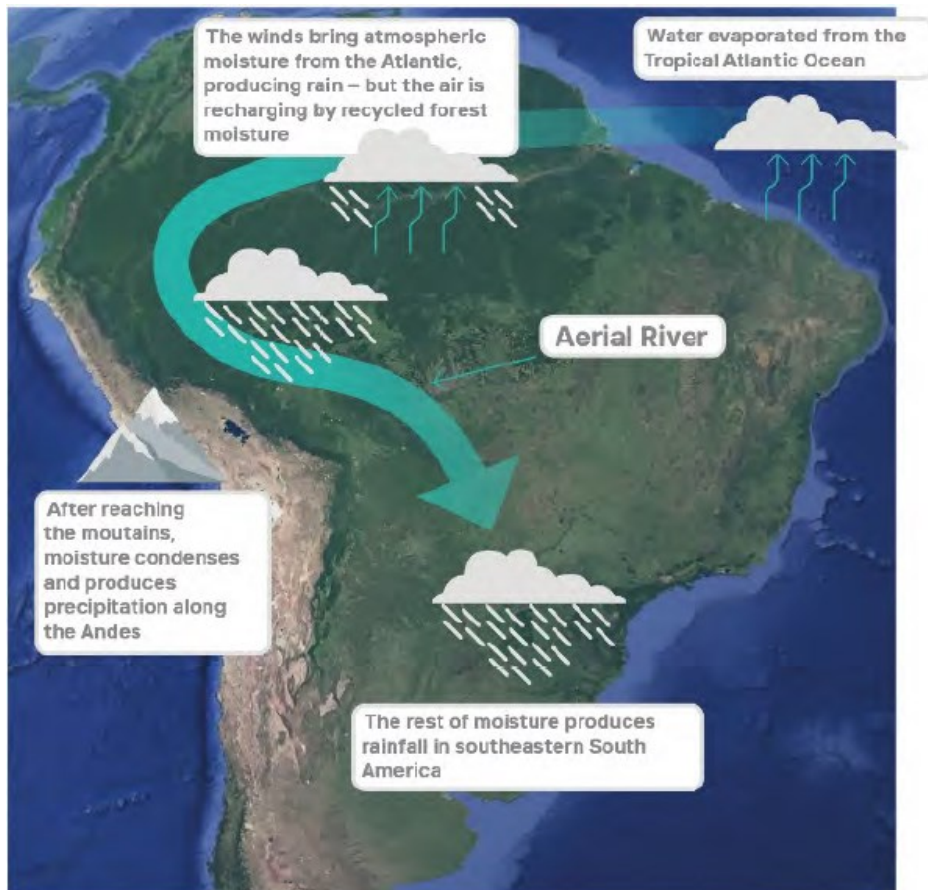 The winds bring atmospheric
moisture from the Atlantic,
producing rain – but the air is
recharging by recycled forest
moisture
Water evaporated from the
Tropical Atlantic Ocean
Aerial River
After reaching
the moutains,
moisture condenses
and produces
precipitation along
the Andes
The rest of moisture produces
rainfall in southeastern South
America